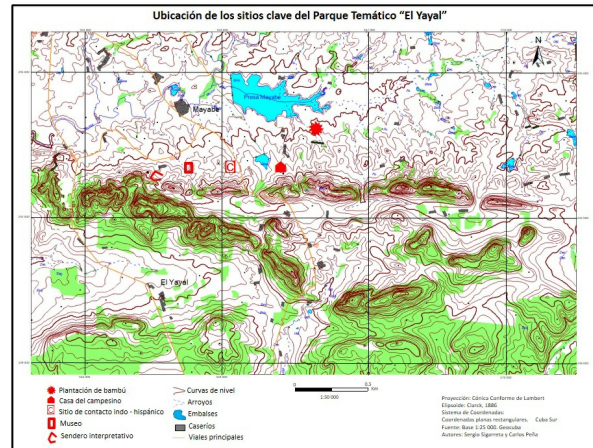 Ubicación de los sitios clave del Parque Temático “El Yayal”
N
Presa Mayabe
Mayabe
El Yayal
Plantación de bambú
Casa del campesino
Sitio de contacto indo - hispánico
Museo
Sendero interpretativo
Curvas de nivel
Arroyos
Embalses
Caseríos
Viales principales
0.5
Km
1:50 000
Proyección: Cónica Conforme de Lambert
Elipsoide: Clarck, 1886
Sistema de Coordenadas:
Coordenadas planas rectangulares. Cuba Sur
Fuente: Base 1:25 000. Geocuba
Autores: Sergio Sigarreta y Carlos Peña